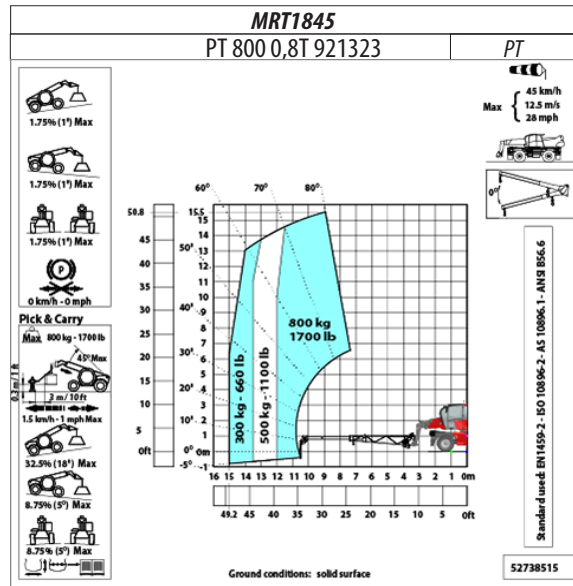 MRT1845
PT 800 0,8T 921323
PT
1.75% (1°) Max
1.75% (1°) Max
1.75% (1°) Max
P
0 km/h - 0 mph
Pick & Carry
Max
800 kg - 1700 lb
45° Max
0.3 m/1 ft
3 m / 10 ft
1.5 km/h - 1 mph Max
32.5% (18°) Max
8.75% (5°) Max
8.75% (5°) Max
Max
45 km/h
12.5 m/s
28 mph
0°
60° 70° 80°
50.8 15.5
15
45 14
13
40 50° 12
11
35 10
40° 9
30 8
25 7
30° 6
20 5
15 20° 4
10 3
10° 2
5 1
0ft 0° 0m
-5° -1
300 kg - 660 lb
500 kg - 1100 lb
800 kg
1700 lb
16 15 14 13 12 11 10 9 8 7 6 5 4 3 2 1 0m
49.2 45 40 35 30 25 20 15 10 5 0ft
Standard used: EN1459-2 - ISO 10896-2 - AS 10896.1 - ANSI B56.6
Ground conditions: solid surface
52738515